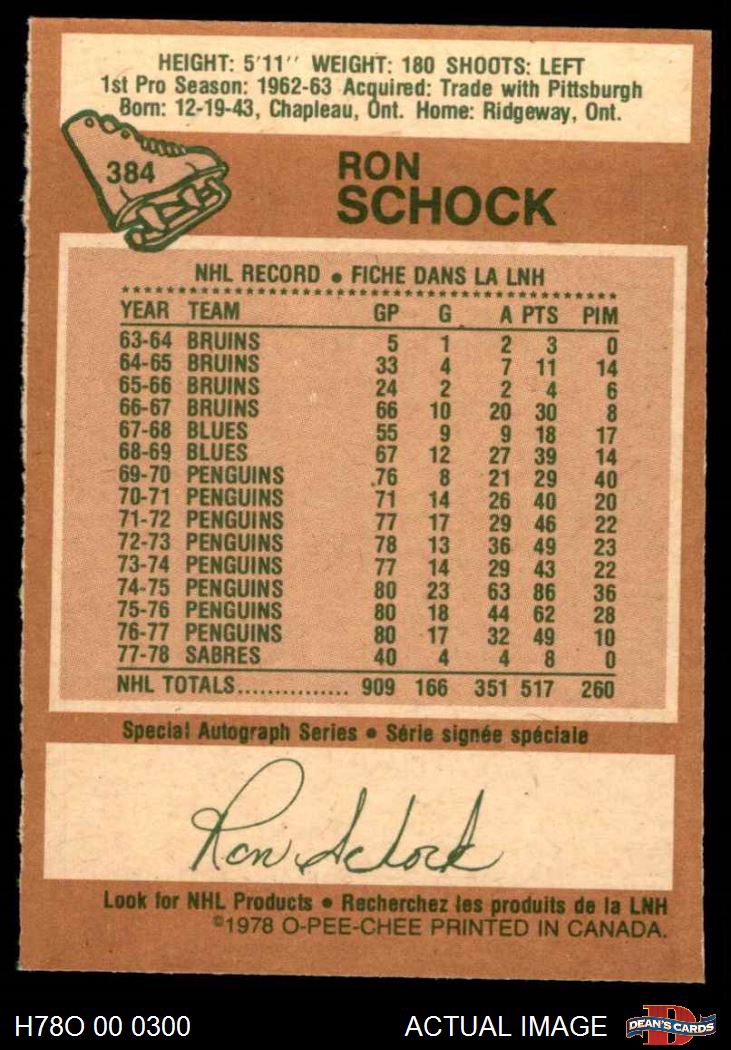 HEIGHT: 5'11'' WEIGHT: 180 SHOOTS: LEFT
1st Pro Season: 1962-63 Acquired: Trade with Pittsburgh
Born: 12-19-43, Chapleau, Ont. Home: Ridgeway, Ont.
384
RON
SCHOCK
NHL RECORD • FICHE DANS LA LNH
YEAR TEAM GP G A PTS PIM
63-64 BRUINS 5 1 2 3 0
64-65 BRUINS 33 4 7 11 14
65-66 BRUINS 24 2 2 4 6
66-67 BRUINS 66 10 20 30 8
67-68 BLUES 55 9 9 18 17
68-69 BLUES 67 12 27 39 14
69-70 PENGUINS 76 8 21 29 40
70-71 PENGUINS 71 14 26 40 20
71-72 PENGUINS 77 17 29 46 22
72-73 PENGUINS 78 13 36 49 23
73-74 PENGUINS 77 14 29 43 22
74-75 PENGUINS 80 23 63 86 36
75-76 PENGUINS 80 18 44 62 28
76-77 PENGUINS 80 17 32 49 10
77-78 SABRES 40 4 4 8 0
NHL TOTALS............... 909 166 351 517 260
Special Autograph Series • Série signée spéciale
Ron Schock
Look for NHL Products • Recherchez les produits de la LNH
©1978 O-PEE-CHEE PRINTED IN CANADA.
H78O 00 0300 ACTUAL IMAGE D DEAN'S CARDS